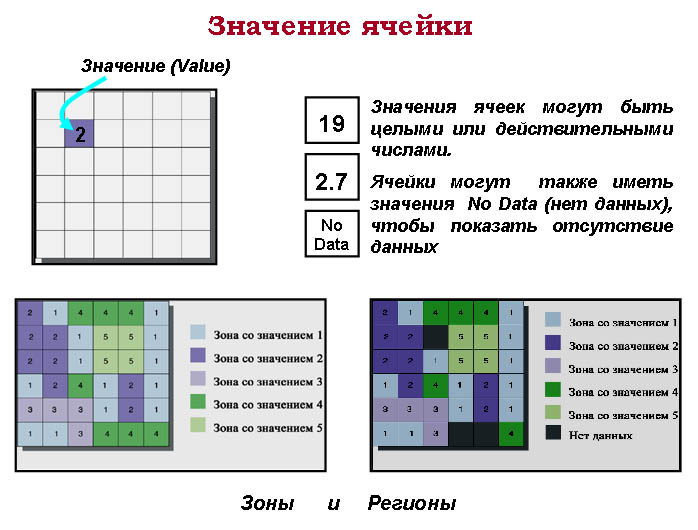 Значение ячейки
Значение (Value)
2
19
Значения ячеек могут быть
целыми или действительными
числами.
2.7
Ячейки могут также иметь
значения No Data (нет данных),
чтобы показать отсутствие
данных
No
Data
2 1 4 4 4 1
2 2 1 5 5 1
2 2 1 5 5 1
1 2 4 1 2 1
3 3 3 1 2 1
1 1 3 4 4 4
Зона со значением 1
Зона со значением 2
Зона со значением 3
Зона со значением 4
Зона со значением 5
2 1 4 4 4 1
2 2 5 5 1
2 2 1 5 5 1
1 2 4 1 2 1
3 3 3 1 2 1
1 1 3 4
Зона со значением 1
Зона со значением 2
Зона со значением 3
Зона со значением 4
Зона со значением 5
Нет данных
Зоны и Регионы